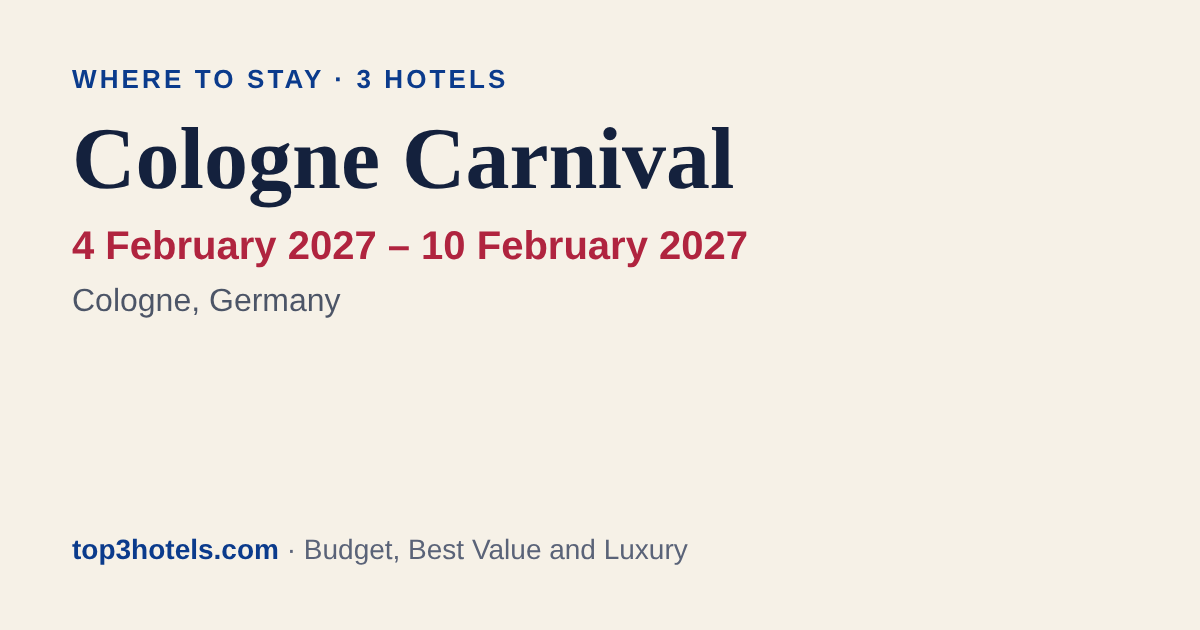 WHERE TO STAY · 3 HOTELS
Cologne Carnival
4 February 2027 – 10 February 2027
Cologne, Germany
top3hotels.com · Budget, Best Value and Luxury